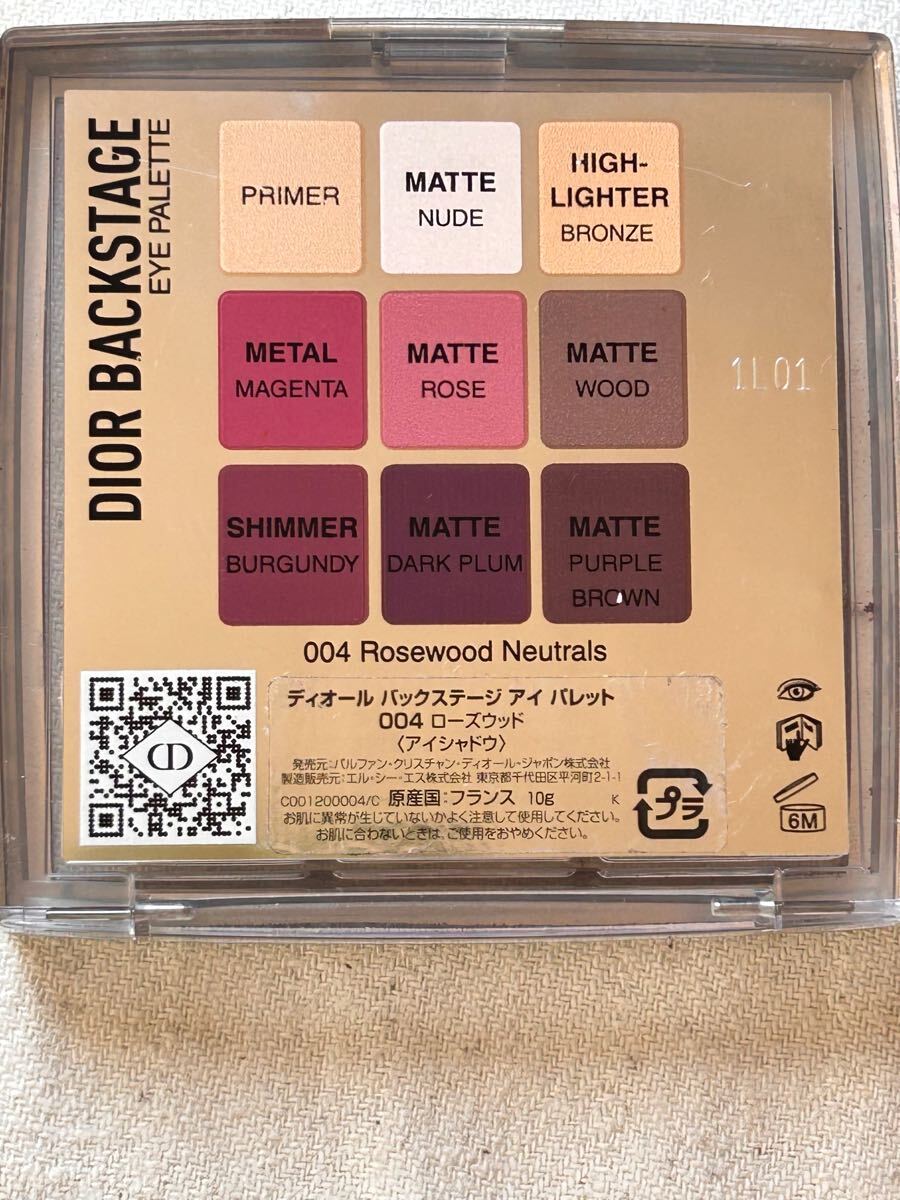 DIOR BACKSTAGE
EYE PALETTE
PRIMER
MATTE
NUDE
HIGH-
LIGHTER
BRONZE
METAL
MAGENTA
MATTE
ROSE
MATTE
WOOD
1L01
SHIMMER
BURGUNDY
MATTE
DARK PLUM
MATTE
PURPLE
BROWN
004 Rosewood Neutrals
ディオール バックステージ アイ パレット
004 ローズウッド
〈アイシャドウ〉
発売元:パルファン・クリスチャン・ディオール・ジャポン株式会社
製造販売元:エル・シー・エス株式会社 東京都千代田区平河町2-1-1
C001200004/C 原産国:フランス 10g K
お肌に異常が生じていないかよく注意して使用してください。
お肌に合わないときは、ご使用をおやめください。
プラ
6M
CD